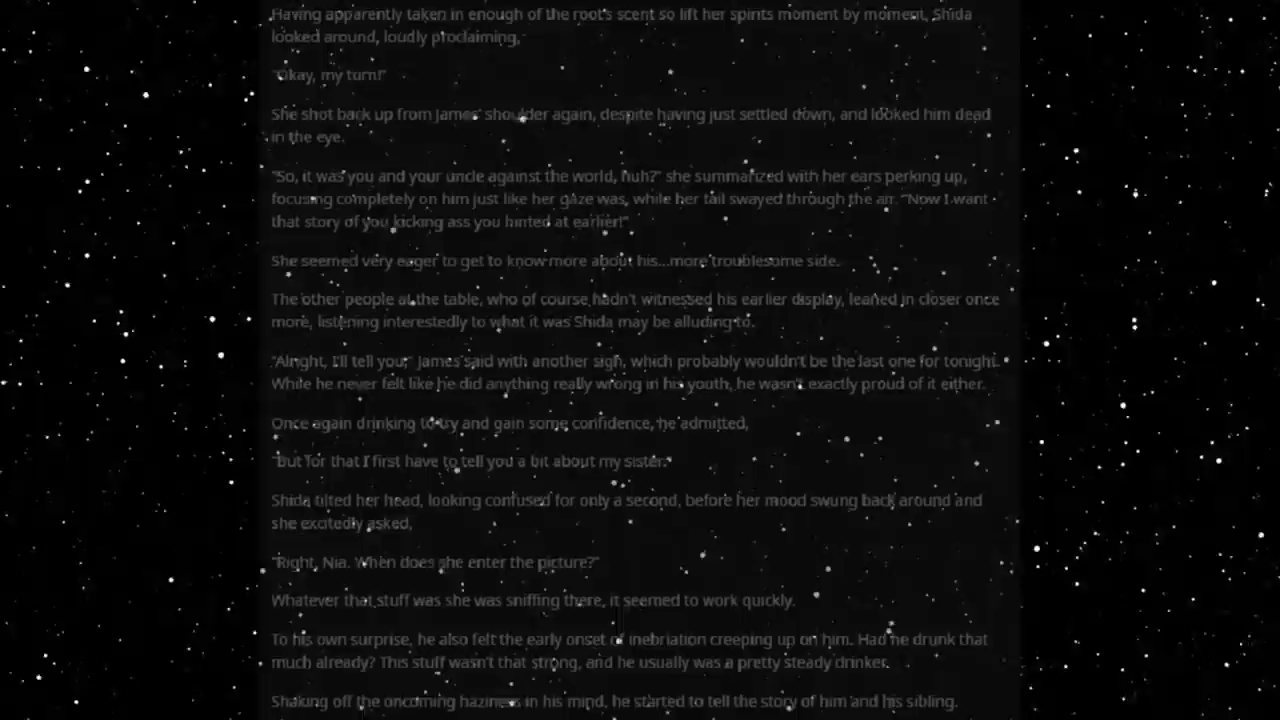 Having apparently taken in enough of the root's scent so lift her spirits moment by moment, Shida
looked around, loudly proclaiming,
"Okay, my turn!"
She shot back up from James' shoulder again, despite having just settled down, and looked him dead
in the eye.
"So, it was you and your uncle against the world, huh?" she summarized with her ears perking up,
focusing completely on him just like her gaze was, while her tail swayed through the air. "Now I want
that story of you kicking ass you hinted at earlier!"
She seemed very eager to get to know more about his...more troublesome side.
The other people at the table, who of course hadn't witnessed his earlier display, leaned in closer once
more, listening interestedly to what it was Shida may be alluding to.
"Alright, I'll tell you," James said with another sigh, which probably wouldn't be the last one for tonight.
While he never felt like he did anything really wrong in his youth, he wasn't exactly proud of it either.
Once again drinking to try and gain some confidence, he admitted,
"But for that I first have to tell you a bit about my sister."
Shida tilted her head, looking confused for only a second, before her mood swung back around and
she excitedly asked,
"Right, Nia. When does she enter the picture?"
Whatever that stuff was she was sniffing there, it seemed to work quickly.
To his own surprise, he also felt the early onset of inebriation creeping up on him. Had he drunk that
much already? This stuff wasn't that strong, and he usually was a pretty steady drinker.
Shaking off the oncoming haziness in his mind, he started to tell the story of him and his sibling.